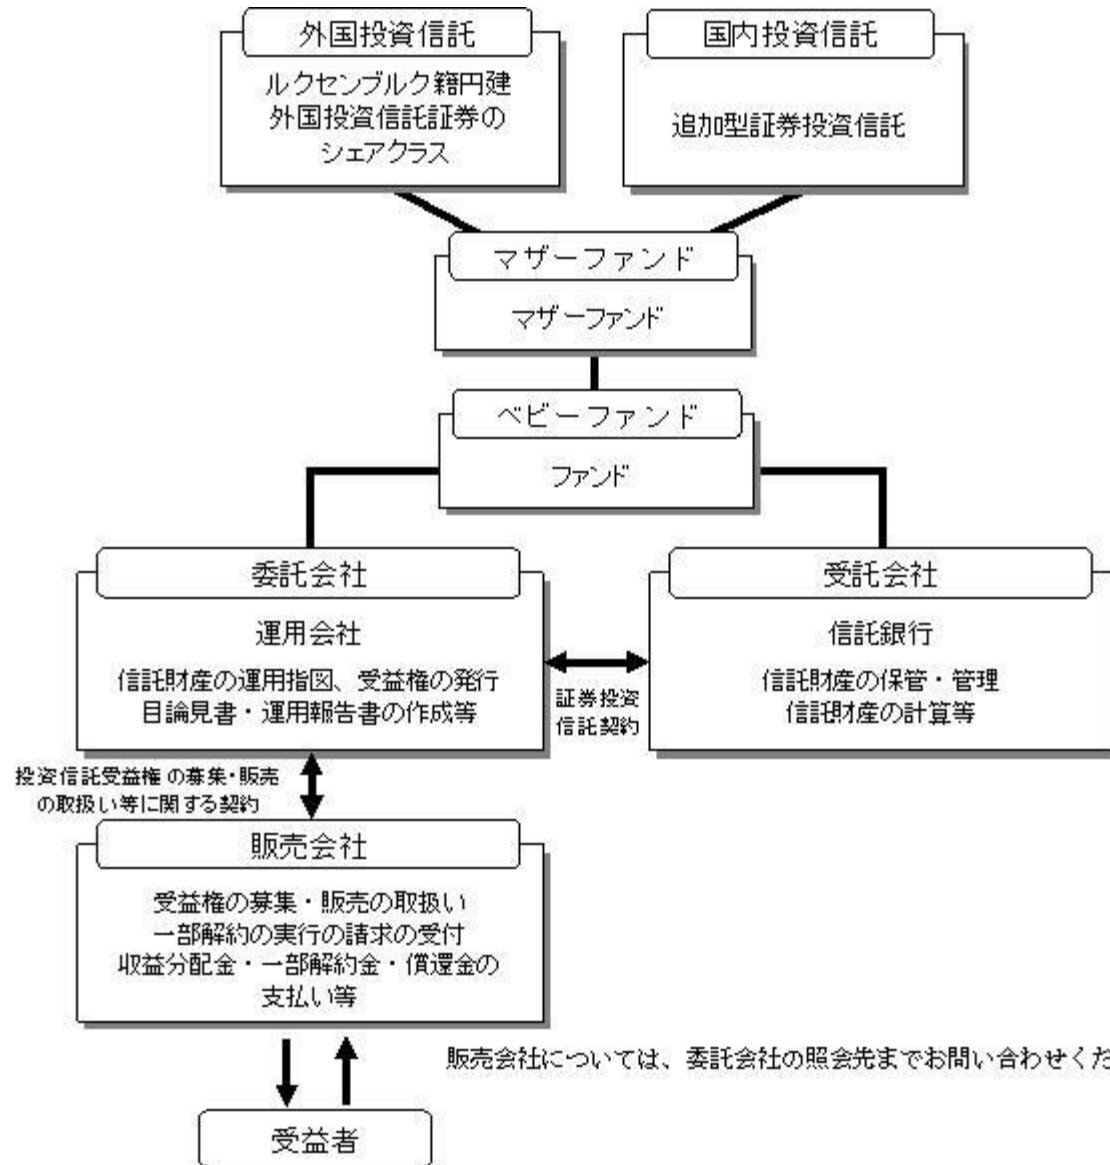 外国投資信託
ルクセンブルク籍円建
外国投資信託証券の
シェアクラス
国内投資信託
追加型証券投資信託
マザーファンド
マザーファンド
ベビーファンド
ファンド
委託会社
運用会社
信託財産の運用指図、受益権の発行
目論見書・運用報告書の作成等
証券投資
信託契約
受託会社
信託銀行
信託財産の保管・管理
信託財産の計算等
投資信託受益権の募集・販売
の取扱い等に関する契約
販売会社
受益権の募集・販売の取扱い
一部解約の実行の請求の受付
収益分配金・一部解約金・償還金の
支払い等
販売会社については、委託会社の照会先までお問い合わせくだ
受益者